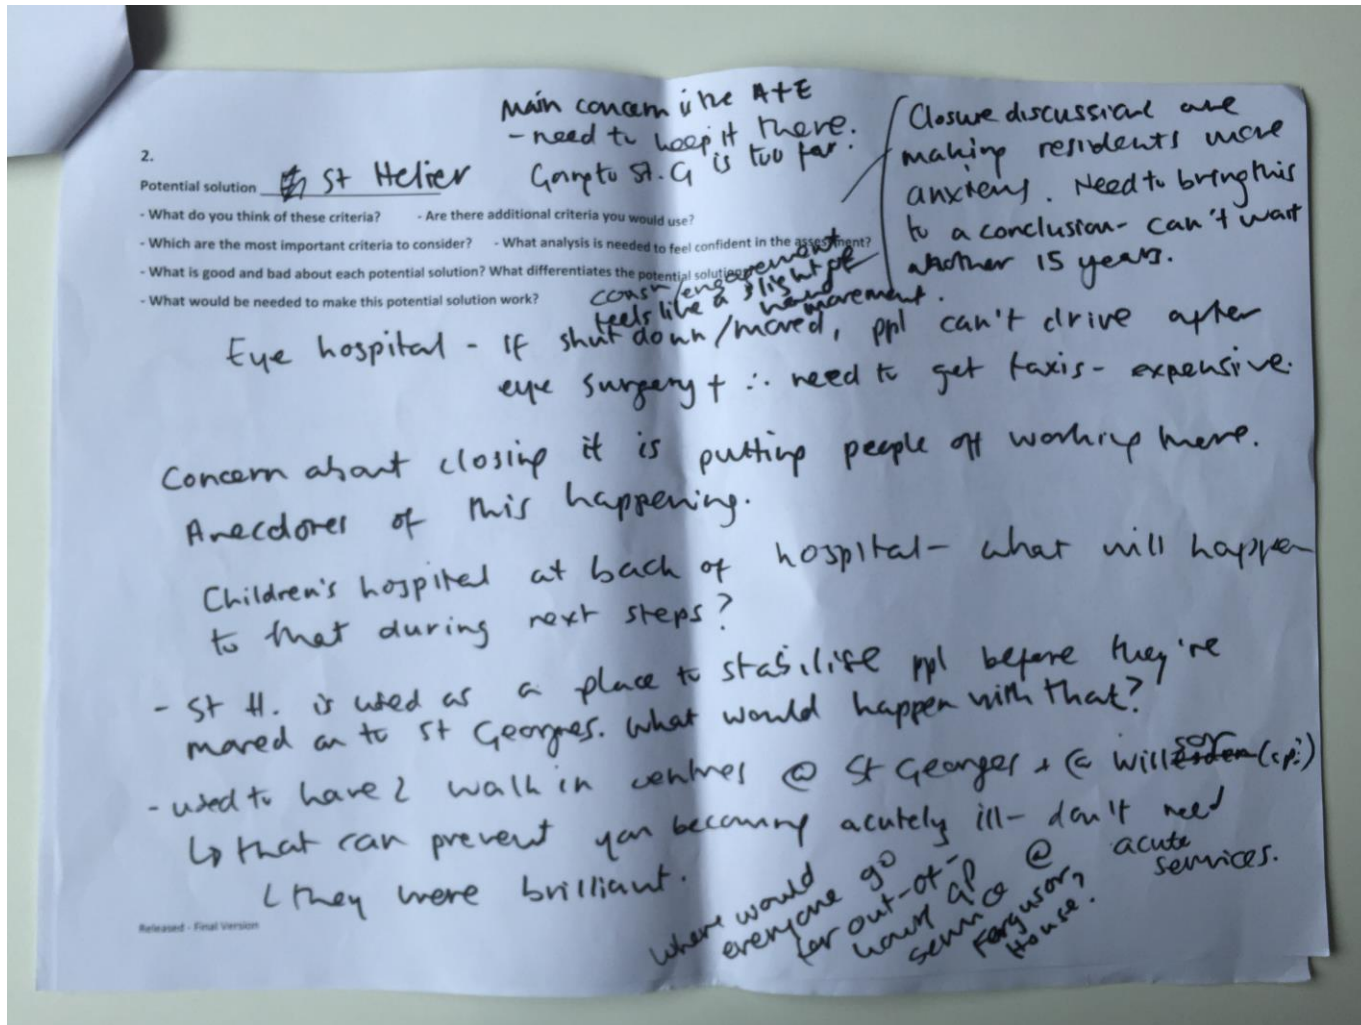 Main concern is the A+E
- need to keep it there.
Going to St. G is too far.
Closure discussions are
making residents more
anxious. Need to bring this
to a conclusion - can't wait
another 15 years.
2.
Potential solution St Helier
- What do you think of these criteria? - Are there additional criteria you would use?
- Which are the most important criteria to consider? - What analysis is needed to feel confident in the assessment?
- What is good and bad about each potential solution? What differentiates the potential solutions
- What would be needed to make this potential solution work?
/engagement
feels like a slight of
hand movement.
Eye hospital - If shut down/moved, ppl can't drive after
eye surgery + ∴ need to get taxis - expensive.
Concern about closing it is putting people off working there.
Anecdotes of this happening.
Children's hospital at back of hospital - what will happen
to that during next steps?
- St H. is used as a place to stabilise ppl before they're
moved on to St Georges. What would happen with that?
- used to have 2 walk in centres @ St Georges + @ (sp?)
↳ that can prevent you becoming acutely ill - don't need
acute
services.
↳ they were brilliant.
where would
everyone go
for out-of-
hours GP
service @
Ferguson
House?
Released - Final Version